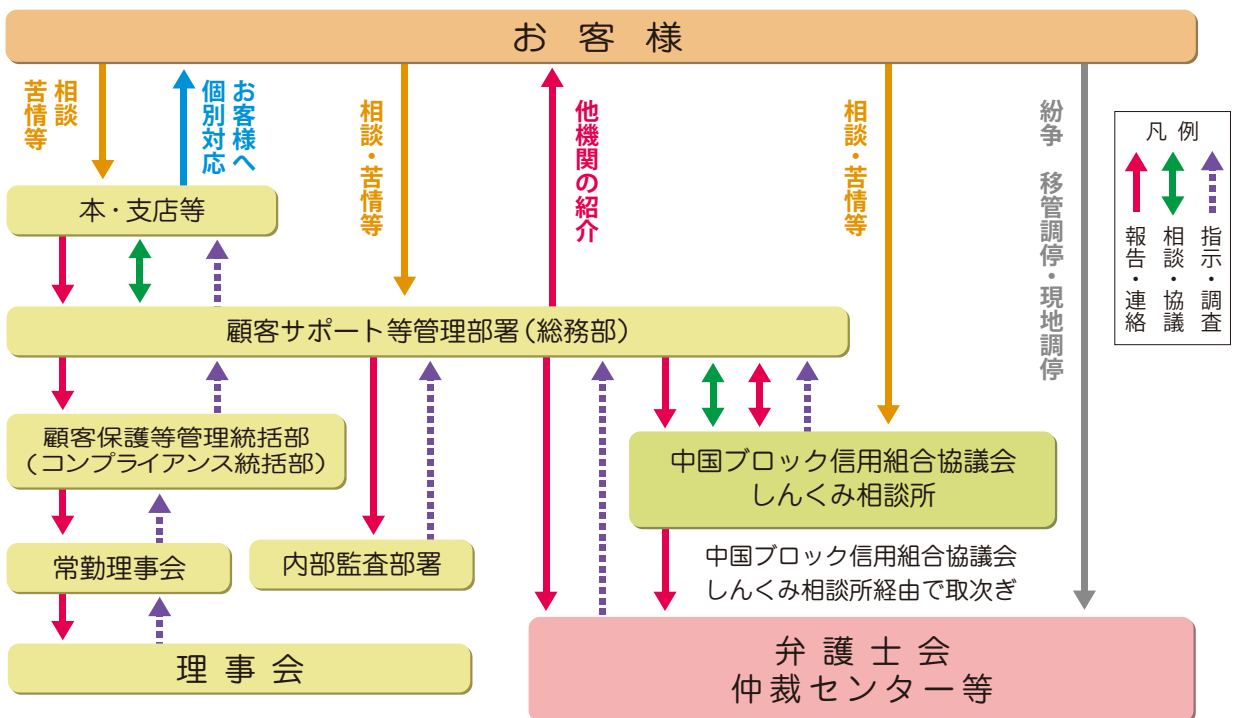 お客様
相談
苦情等
お客様へ
個別対応
相談・苦情等
他機関の紹介
相談・苦情等
紛争 移管調停・現地調停
凡例
報告・連絡
相談・協議
指示・調査
本・支店等
顧客サポート等管理部署(総務部)
顧客保護等管理統括部
(コンプライアンス統括部)
中国ブロック信用組合協議会
しんくみ相談所
常勤理事会
内部監査部署
中国ブロック信用組合協議会
しんくみ相談所経由で取次ぎ
理事会
弁護士会
仲裁センター等